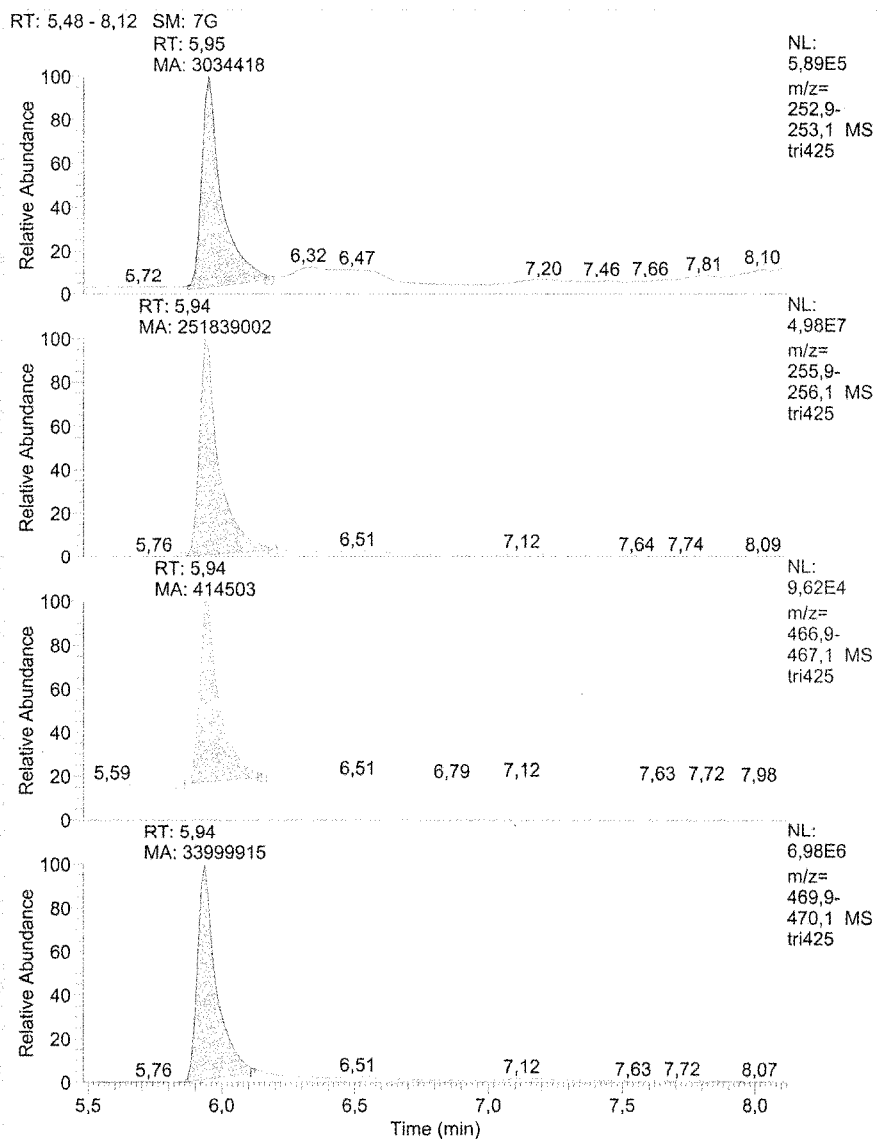 RT: 5,48 - 8,12 SM: 7G
RT: 5,95
MA: 3034418
NL:
5,89E5
m/z=
252,9-
253,1 MS
tri425
100
80
60
40
20
0
Relative Abundance
5,72
6,32
6,47
7,20
7,46
7,66
7,81
8,10
RT: 5,94
MA: 251839002
NL:
4,98E7
m/z=
255,9-
256,1 MS
tri425
100
80
60
40
20
0
Relative Abundance
5,76
6,51
7,12
7,64
7,74
8,09
RT: 5,94
MA: 414503
NL:
9,62E4
m/z=
466,9-
467,1 MS
tri425
100
80
60
40
20
0
Relative Abundance
5,59
6,51
6,79
7,12
7,63
7,72
7,98
RT: 5,94
MA: 33999915
NL:
6,98E6
m/z=
469,9-
470,1 MS
tri425
100
80
60
40
20
0
Relative Abundance
5,76
6,51
7,12
7,63
7,72
8,07
5,5
6,0
6,5
7,0
7,5
8,0
Time (min)